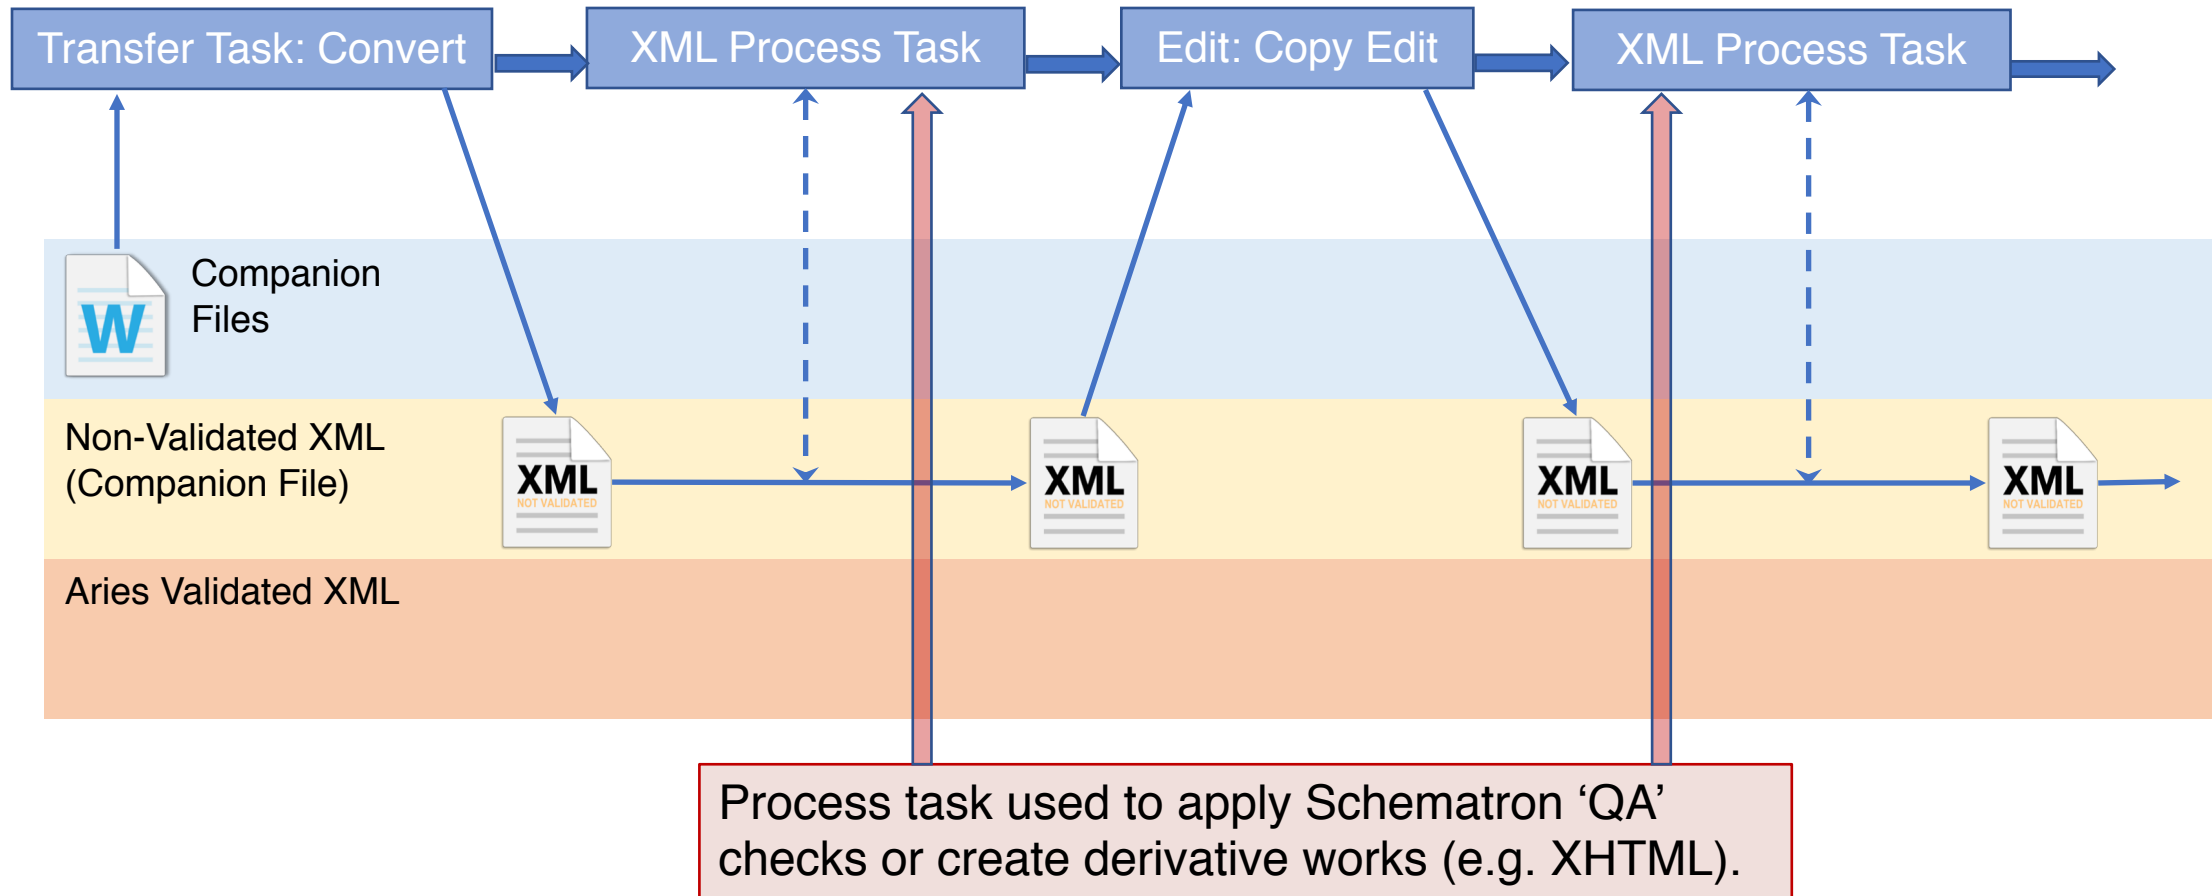 Transfer Task: Convert
XML Process Task
Edit: Copy Edit
XML Process Task
W
Companion
Files
Non-Validated XML
(Companion File)
XML
NOT VALIDATED
XML
NOT VALIDATED
XML
NOT VALIDATED
XML
NOT VALIDATED
Aries Validated XML
Process task used to apply Schematron ‘QA’
checks or create derivative works (e.g. XHTML).